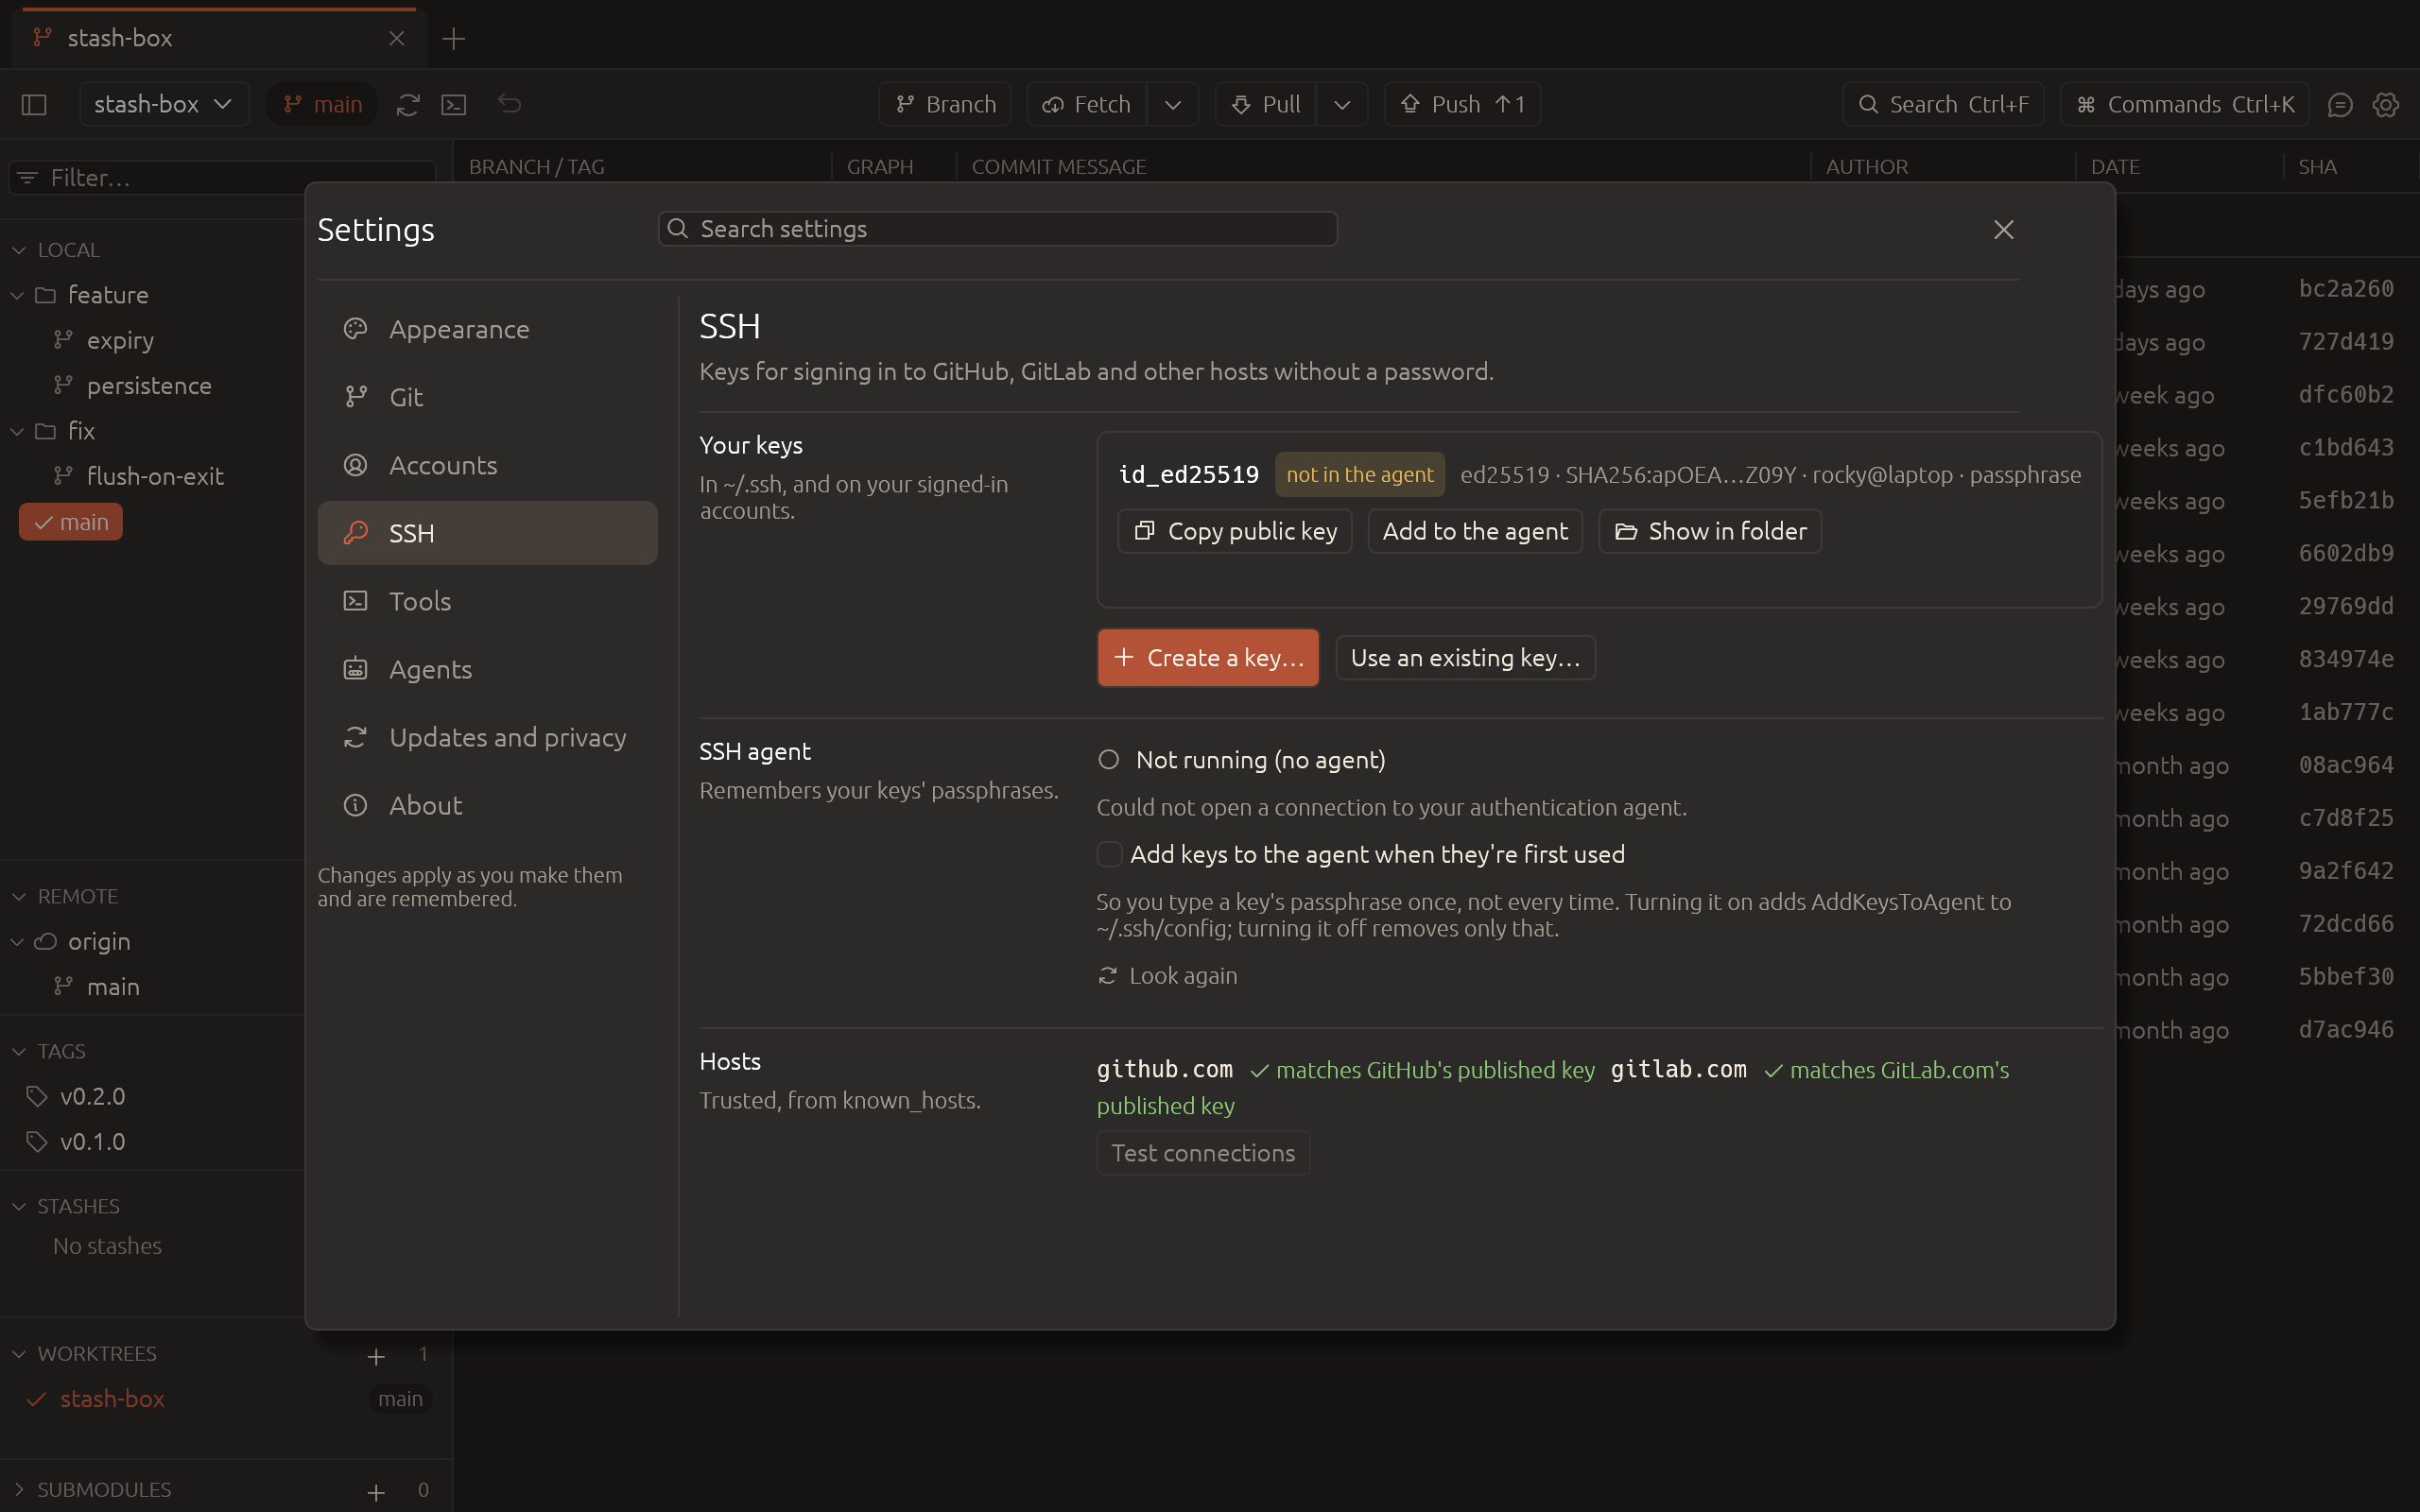 stash-box
stash-box
main
Branch
Fetch
Pull
Push ↑1
Search Ctrl+F
Commands Ctrl+K
Filter…
BRANCH / TAG
GRAPH
COMMIT MESSAGE
AUTHOR
DATE
SHA
LOCAL
feature
expiry
persistence
fix
flush-on-exit
main
REMOTE
origin
main
TAGS
v0.2.0
v0.1.0
STASHES
No stashes
WORKTREES 1
stash-box main
SUBMODULES 0
Settings
Search settings
Appearance
Git
Accounts
SSH
Tools
Agents
Updates and privacy
About
Changes apply as you make them
and are remembered.
SSH
Keys for signing in to GitHub, GitLab and other hosts without a password.
Your keys
In ~/.ssh, and on your signed-in
accounts.
id_ed25519 not in the agent ed25519 · SHA256:apOEA…Z09Y · rocky@laptop · passphrase
Copy public key
Add to the agent
Show in folder
Create a key…
Use an existing key…
SSH agent
Remembers your keys' passphrases.
Not running (no agent)
Could not open a connection to your authentication agent.
Add keys to the agent when they're first used
So you type a key's passphrase once, not every time. Turning it on adds AddKeysToAgent to
~/.ssh/config; turning it off removes only that.
Look again
Hosts
Trusted, from known_hosts.
github.com ✓ matches GitHub's published key gitlab.com ✓ matches GitLab.com's
published key
Test connections
days ago bc2a260
days ago 727d419
week ago dfc60b2
weeks ago c1bd643
weeks ago 5efb21b
weeks ago 6602db9
weeks ago 29769dd
weeks ago 834974e
weeks ago 1ab777c
month ago 08ac964
month ago c7d8f25
month ago 9a2f642
month ago 72dcd66
month ago 5bbef30
month ago d7ac946